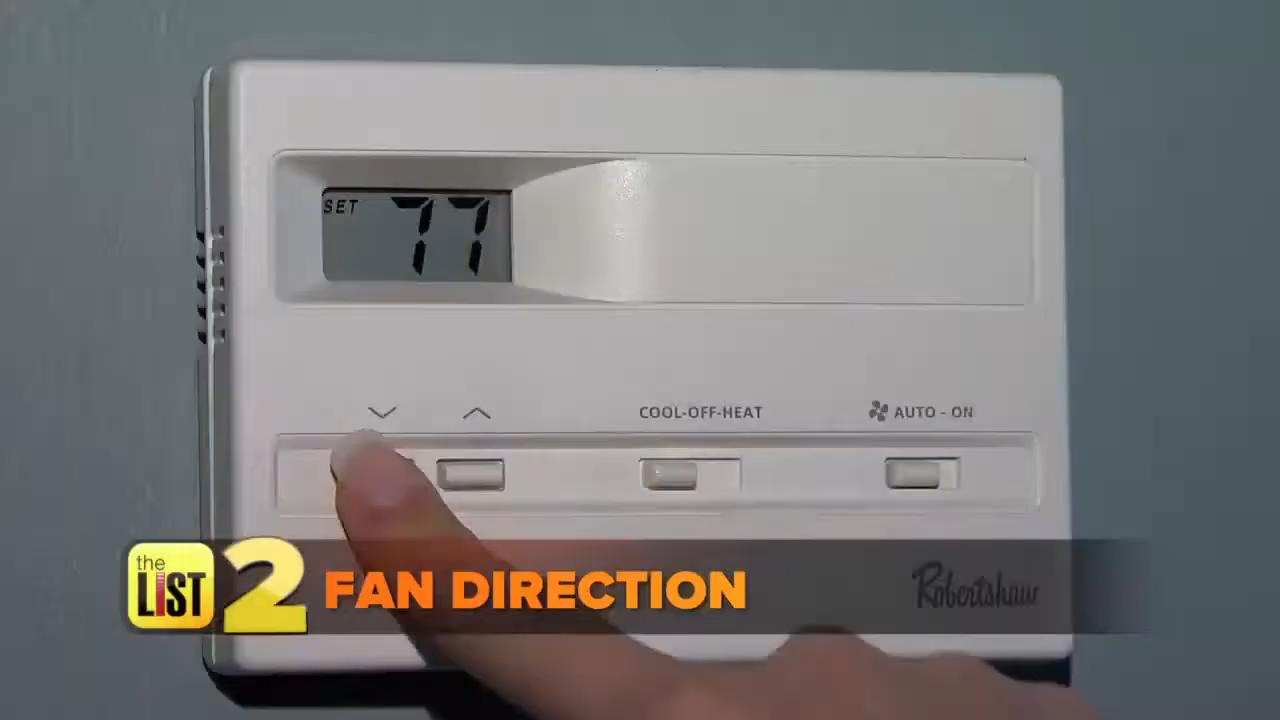 SET 77
COOL-OFF-HEAT
AUTO - ON
Robertshaw
the
LIST
2 FAN DIRECTION